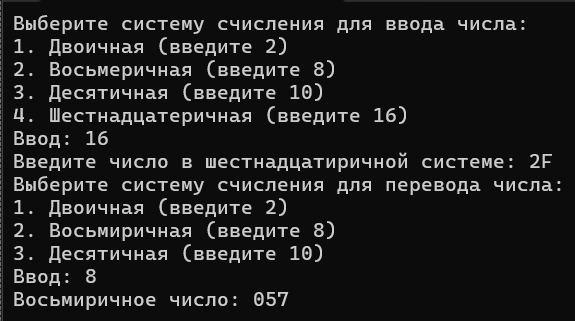 Выберите систему счисления для ввода числа:
1. Двоичная (введите 2)
2. Восьмеричная (введите 8)
3. Десятичная (введите 10)
4. Шестнадцатеричная (введите 16)
Ввод: 16
Введите число в шестнадцатиричной системе: 2F
Выберите систему счисления для перевода числа:
1. Двоичная (введите 2)
2. Восьмиричная (введите 8)
3. Десятичная (введите 10)
Ввод: 8
Восьмиричное число: 057